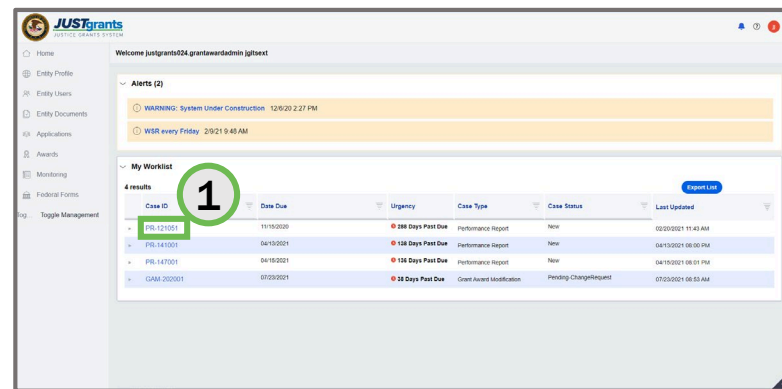 JUSTgrants
JUSTICE GRANTS SYSTEM
Home
Entity Profile
Entity Users
Entity Documents
Applications
Awards
Monitoring
Federal Forms
Tog... Toggle Management
Welcome justgrants024.grantawardadmin jgitsext
Alerts (2)
WARNING: System Under Construction 12/6/20 2:27 PM
WSR every Friday 2/9/21 9:48 AM
My Worklist
4 results
Export List
1
Case ID Date Due Urgency Case Type Case Status Last Updated
PR-121051 11/15/2020 288 Days Past Due Performance Report New 02/20/2021 11:43 AM
PR-141001 04/13/2021 138 Days Past Due Performance Report New 04/13/2021 08:00 PM
PR-147001 04/15/2021 136 Days Past Due Performance Report New 04/15/2021 08:01 PM
GAM-202001 07/23/2021 38 Days Past Due Grant Award Modification Pending-ChangeRequest 07/23/2021 06:53 AM